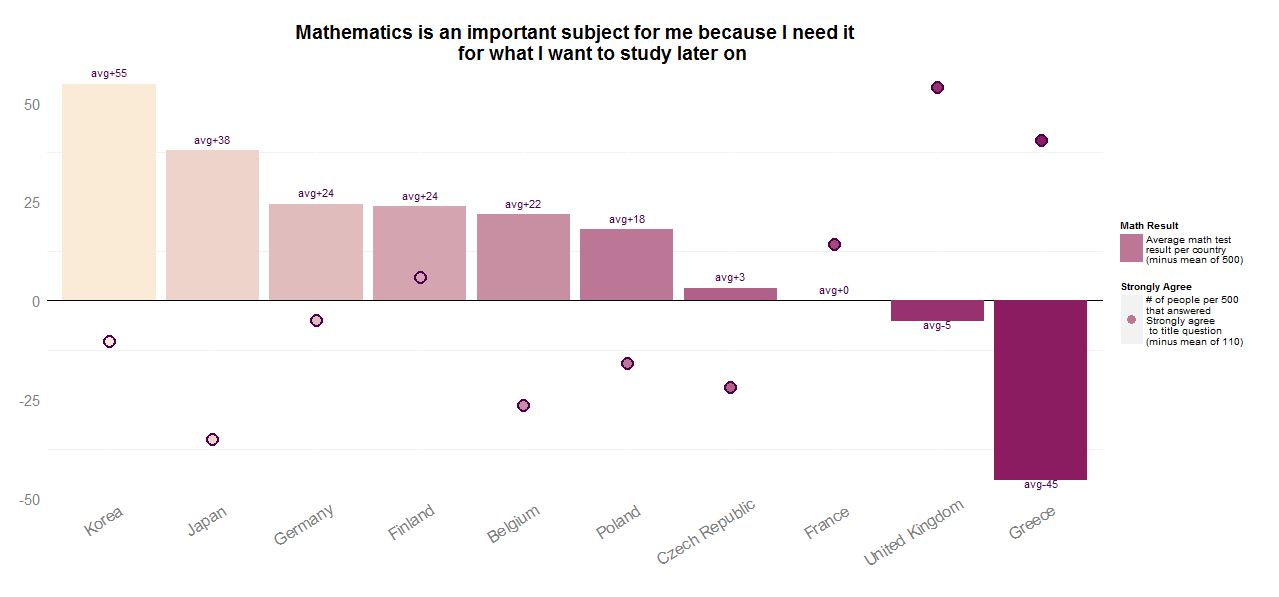 Mathematics is an important subject for me because I need it
for what I want to study later on
avg+55
avg+38
avg+24
avg+24
avg+22
avg+18
avg+3
avg+0
avg-5
avg-45
50
25
0
-25
-50
Korea
Japan
Germany
Finland
Belgium
Poland
Czech Republic
France
United Kingdom
Greece
Math Result
Average math test
result per country
(minus mean of 500)
Strongly Agree
# of people per 500
that answered
Strongly agree
to title question
(minus mean of 110)